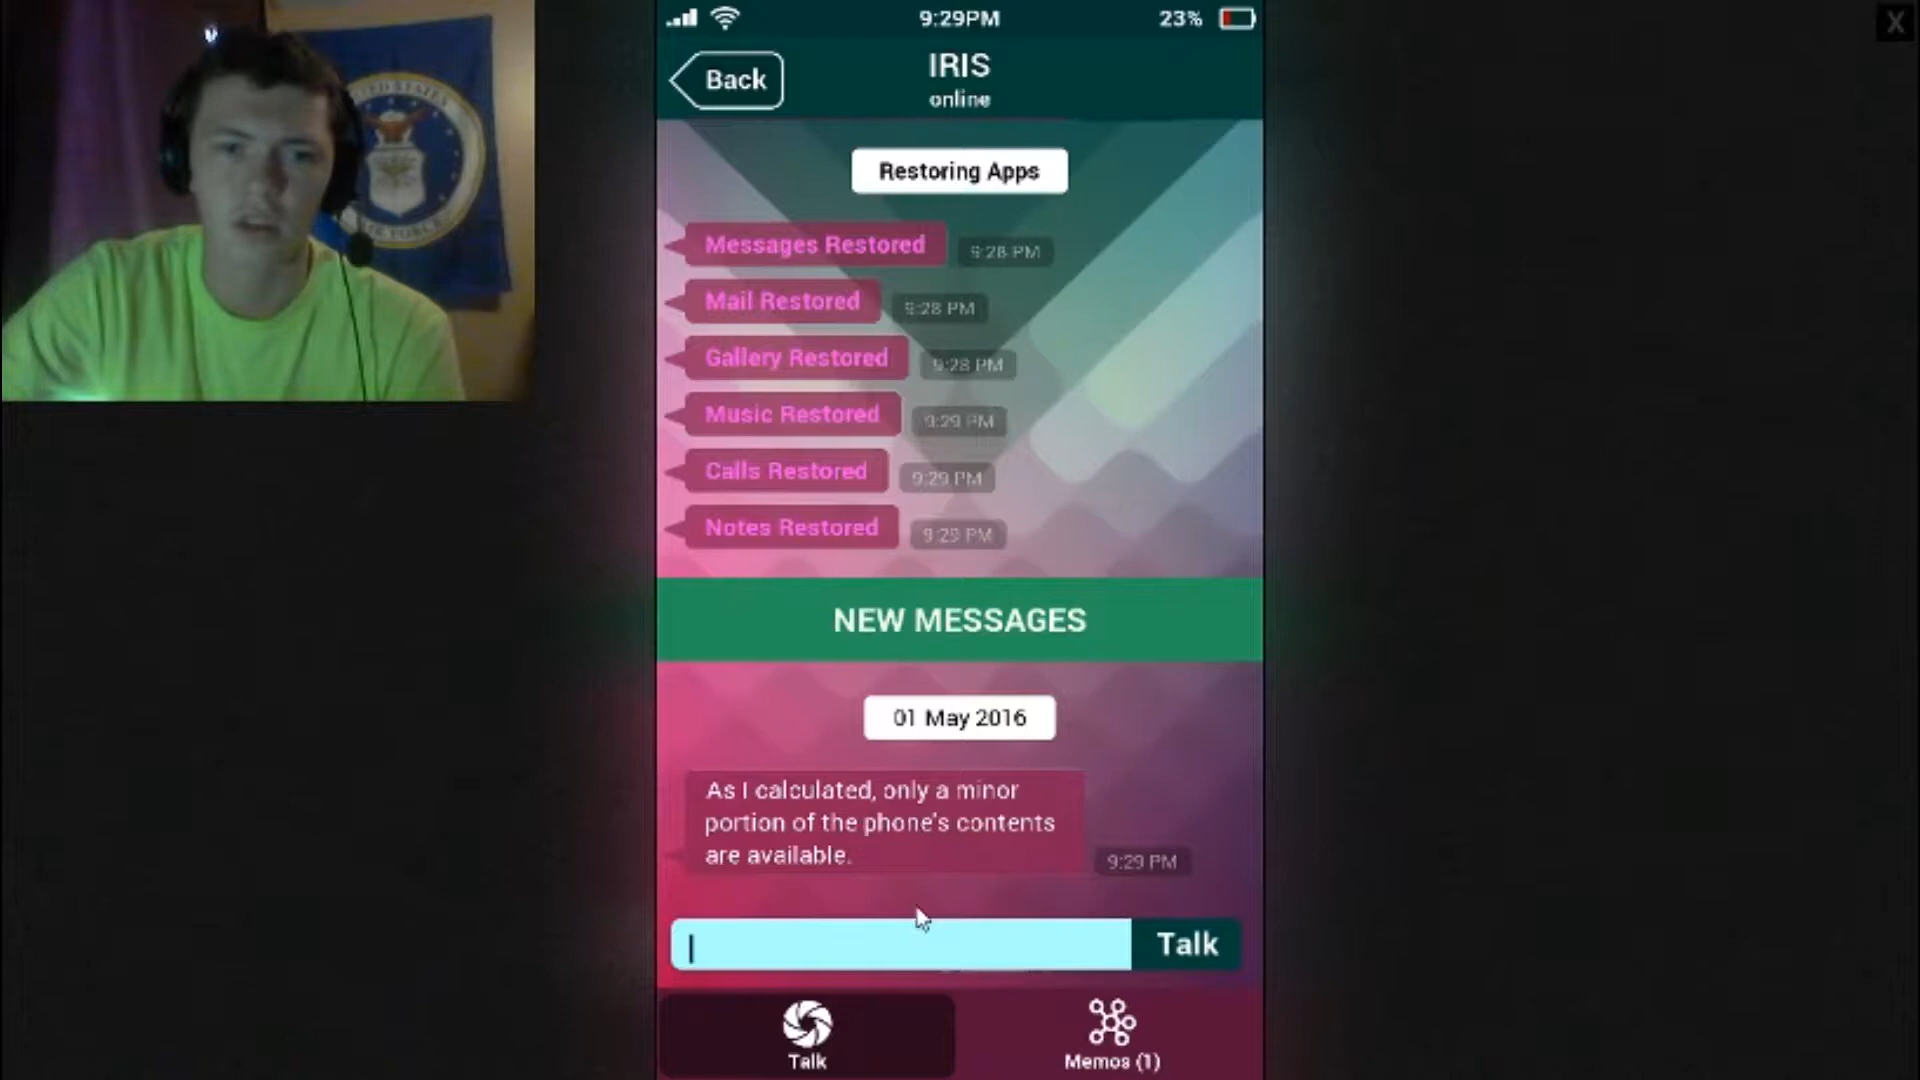 9:29PM
23%
X
Back
IRIS
online
Restoring Apps
Messages Restored
9:28 PM
Mail Restored
9:28 PM
Gallery Restored
9:28 PM
Music Restored
9:29 PM
Calls Restored
9:29 PM
Notes Restored
9:29 PM
NEW MESSAGES
01 May 2016
As I calculated, only a minor
portion of the phone's contents
are available.
9:29 PM
Talk
Talk
Memos (1)